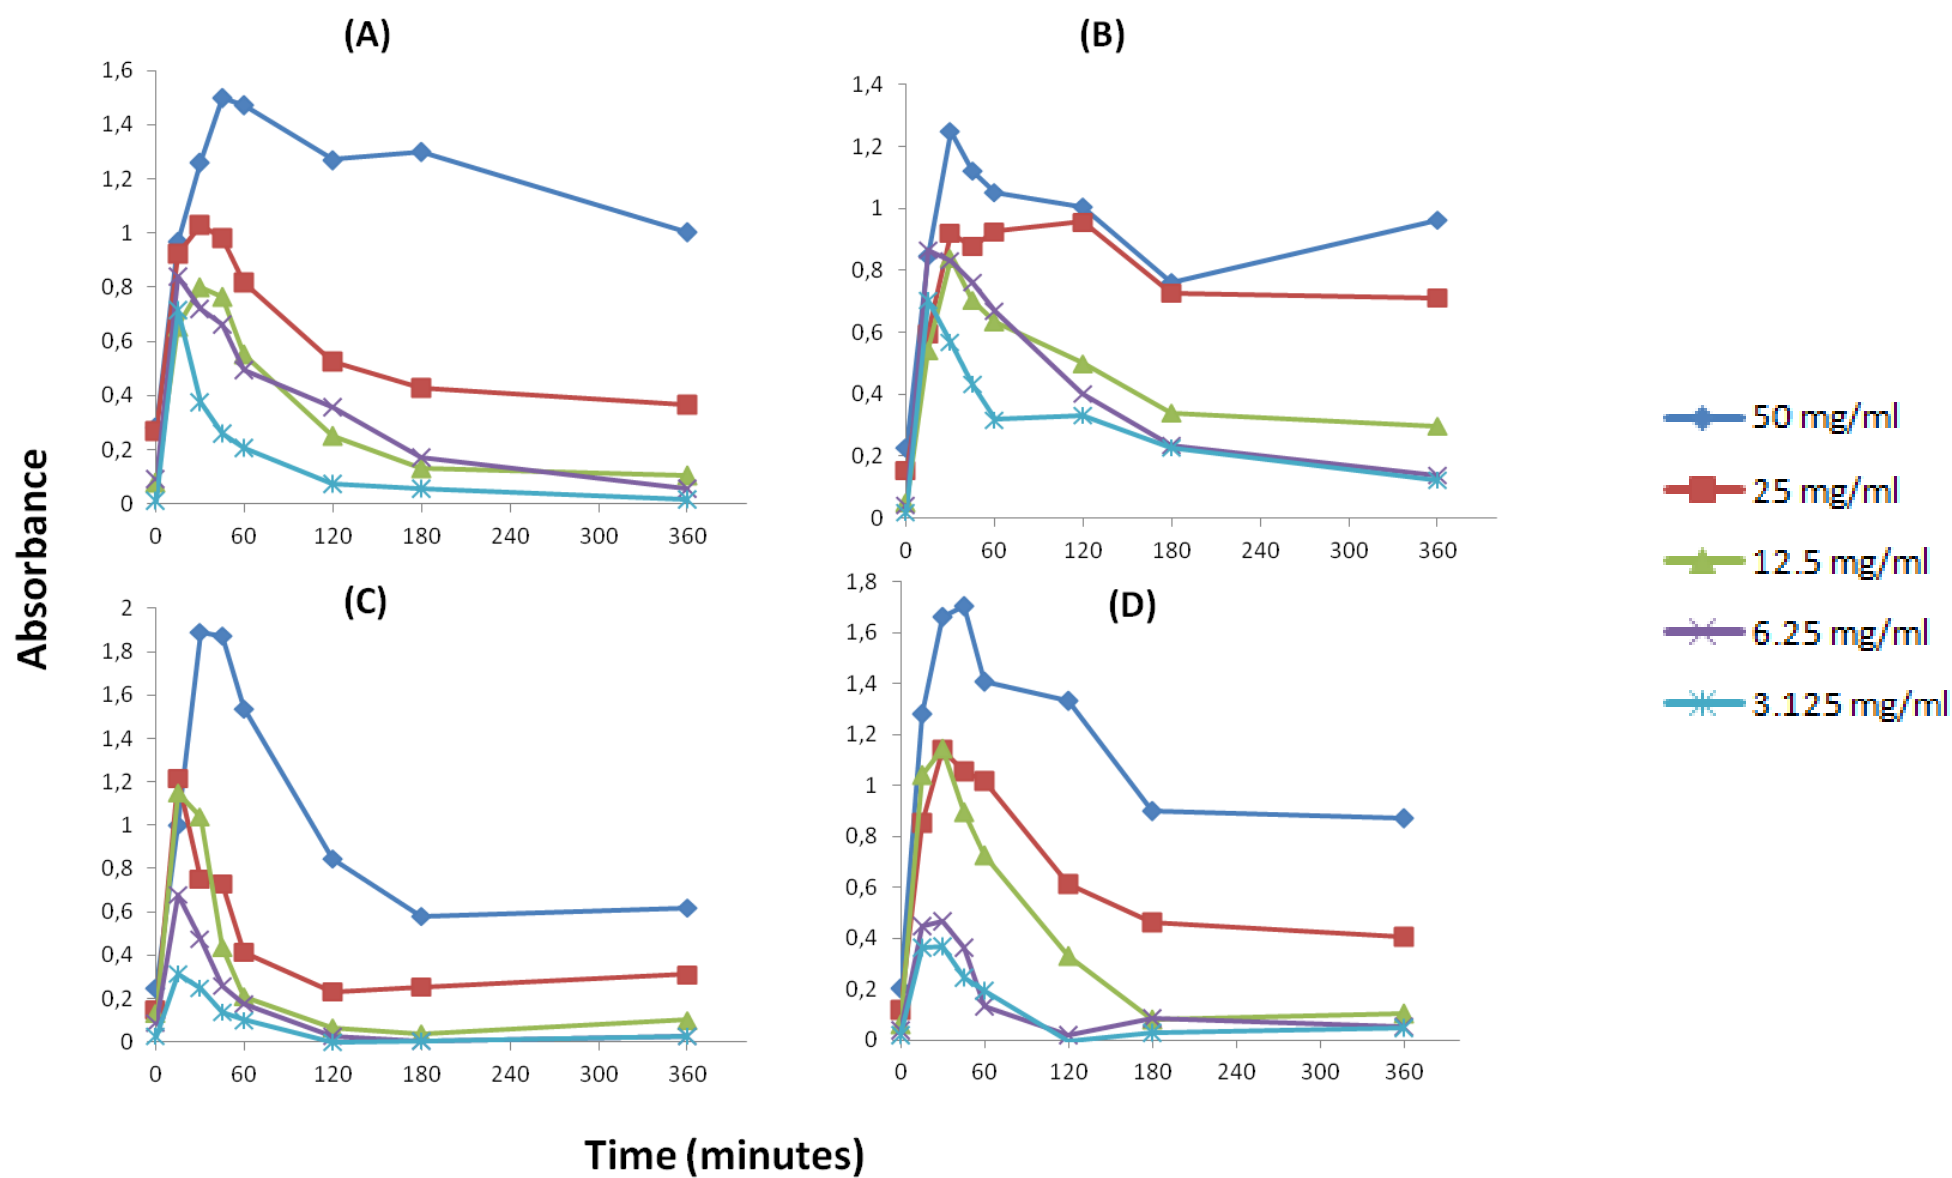 (A)
1,6
1,4
1,2
1
0,8
0,6
0,4
0,2
0
0 60 120 180 240 300 360
(B)
1,4
1,2
1
0,8
0,6
0,4
0,2
0
0 60 120 180 240 300 360
(C)
2
1,8
1,6
1,4
1,2
1
0,8
0,6
0,4
0,2
0
0 60 120 180 240 300 360
(D)
1,8
1,6
1,4
1,2
1
0,8
0,6
0,4
0,2
0
0 60 120 180 240 300 360
Absorbance
Time (minutes)
50 mg/ml
25 mg/ml
12.5 mg/ml
6.25 mg/ml
3.125 mg/ml